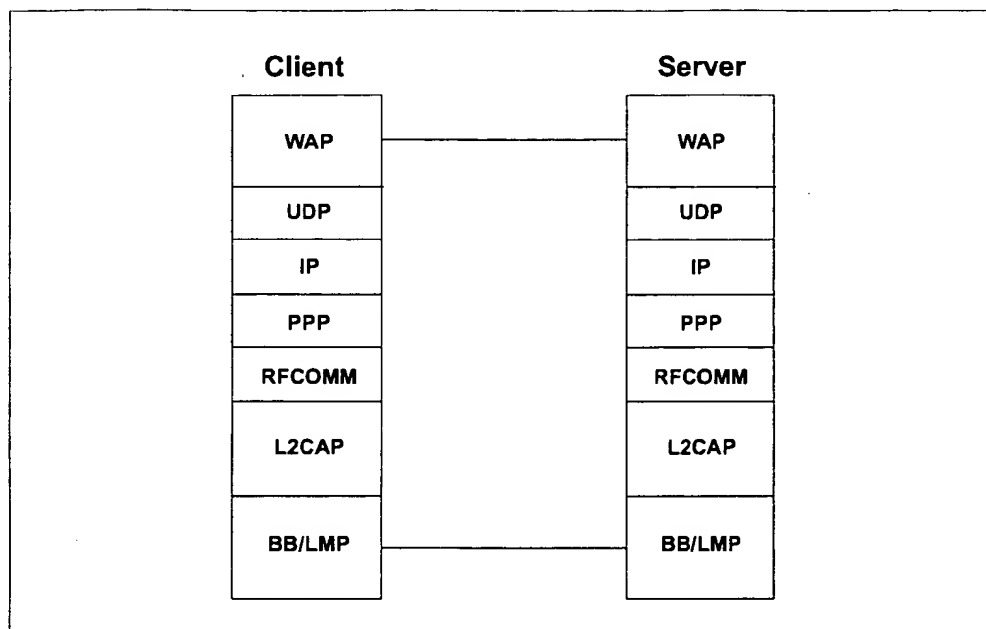 Client
Server
WAP
WAP
UDP
UDP
IP
IP
PPP
PPP
RFCOMM
RFCOMM
L2CAP
L2CAP
BB/LMP
BB/LMP